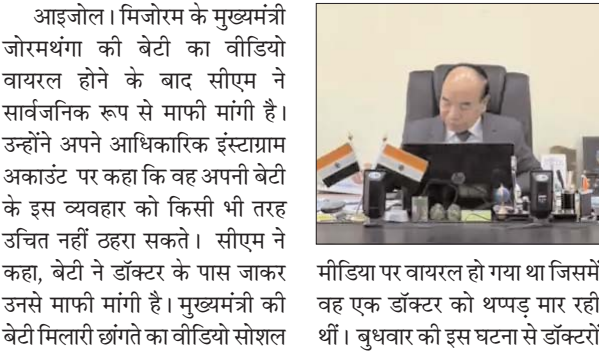 आइजोल। मिजोरम के मुख्यमंत्री
जोरमथंगा की बेटी का वीडियो
वायरल होने के बाद सीएम ने
सार्वजनिक रूप से माफी मांगी है।
उन्होंने अपने आधिकारिक इंस्टाग्राम
अकाउंट पर कहा कि वह अपनी बेटी
के इस व्यवहार को किसी भी तरह
उचित नहीं ठहरा सकते। सीएम ने
कहा, बेटी ने डॉक्टर के पास जाकर
उनसे माफी मांगी है। मुख्यमंत्री की
बेटी मिलारी छांगते का वीडियो सोशल
मीडिया पर वायरल हो गया था जिसमें
वह एक डॉक्टर को थप्पड़ मार रही
थीं। बुधवार की इस घटना से डॉक्टरों